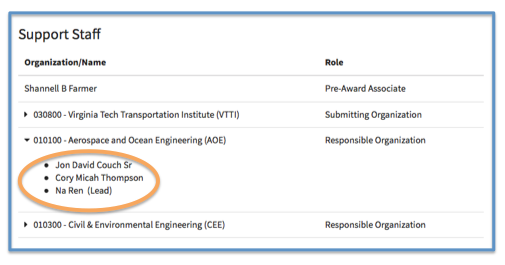 Support Staff
Organization/Name Role
Shannell B Farmer Pre-Award Associate
030800 - Virginia Tech Transportation Institute (VTTI) Submitting Organization
010100 - Aerospace and Ocean Engineering (AOE) Responsible Organization
Jon David Couch Sr
Cory Micah Thompson
Na Ren (Lead)
010300 - Civil & Environmental Engineering (CEE) Responsible Organization